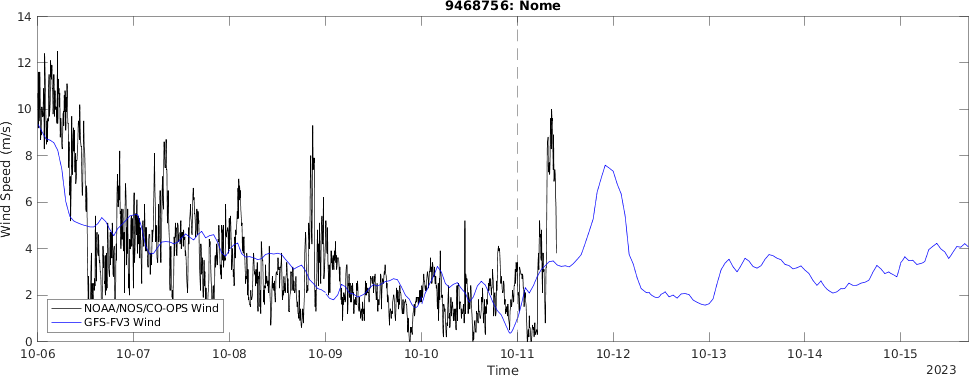 9468756: Nome
14
12
10
8
6
4
2
0
Wind Speed (m/s)
NOAA/NOS/CO-OPS Wind
GFS-FV3 Wind
10-06 10-07 10-08 10-09 10-10 10-11 10-12 10-13 10-14 10-15
Time
2023